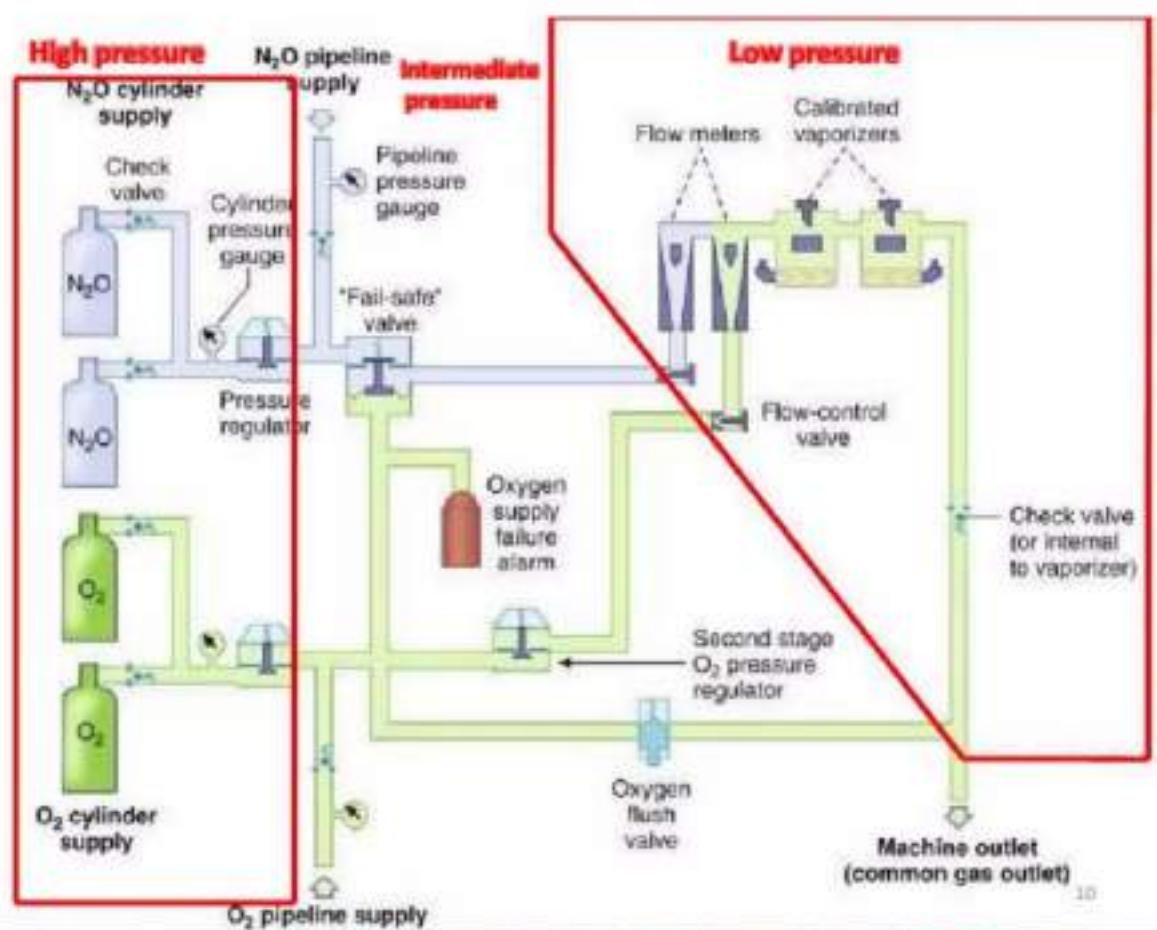 High pressure
N₂O cylinder
supply
N₂O pipeline
supply
Intermediate
pressure
Low pressure
Check
valve
Cylinder
pressure
gauge
Pipeline
pressure
gauge
Flow meters
Calibrated
vaporizers
N₂O
"Fail-safe"
valve
N₂O
Pressure
regulator
Flow-control
valve
Oxygen
supply
failure
alarm
Check valve
(or internal
to vaporizer)
O₂
O₂
Second stage
O₂ pressure
regulator
O₂ cylinder
supply
Oxygen
flush
valve
Machine outlet
(common gas outlet)
10
O₂ pipeline supply